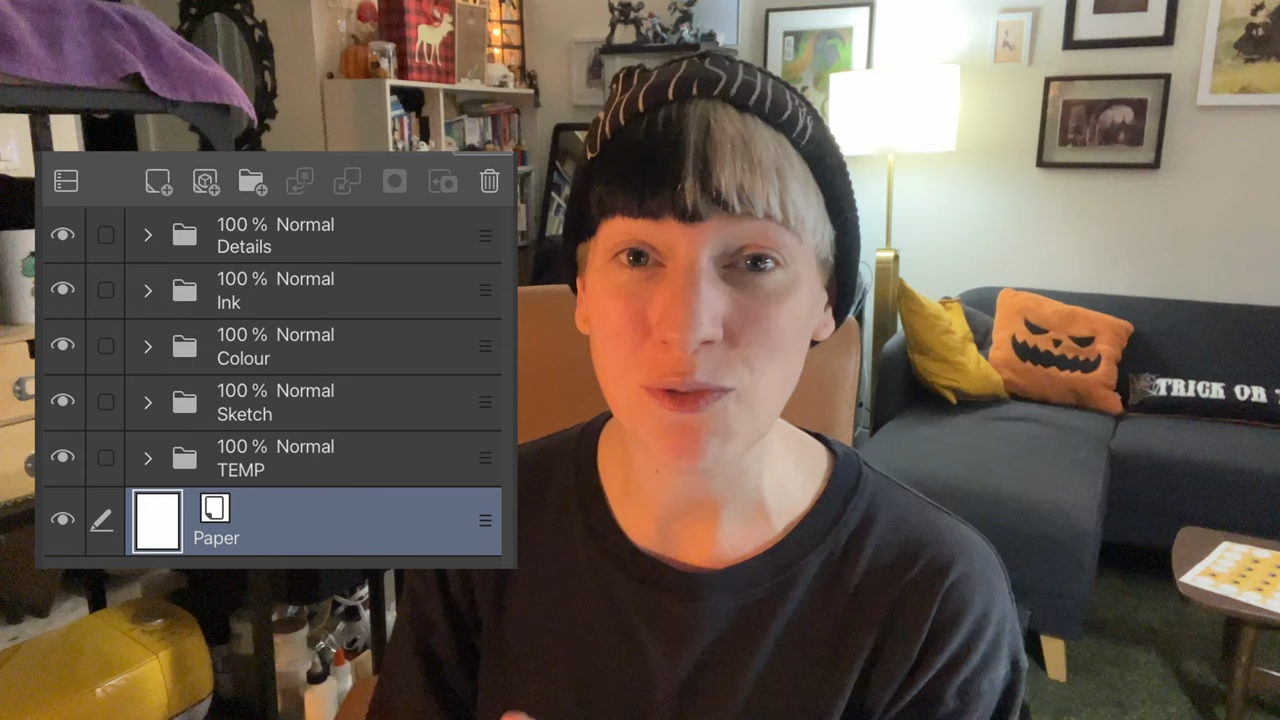 100 % Normal
Details
100 % Normal
Ink
100 % Normal
Colour
100 % Normal
Sketch
100 % Normal
TEMP
Paper
TRICK OR